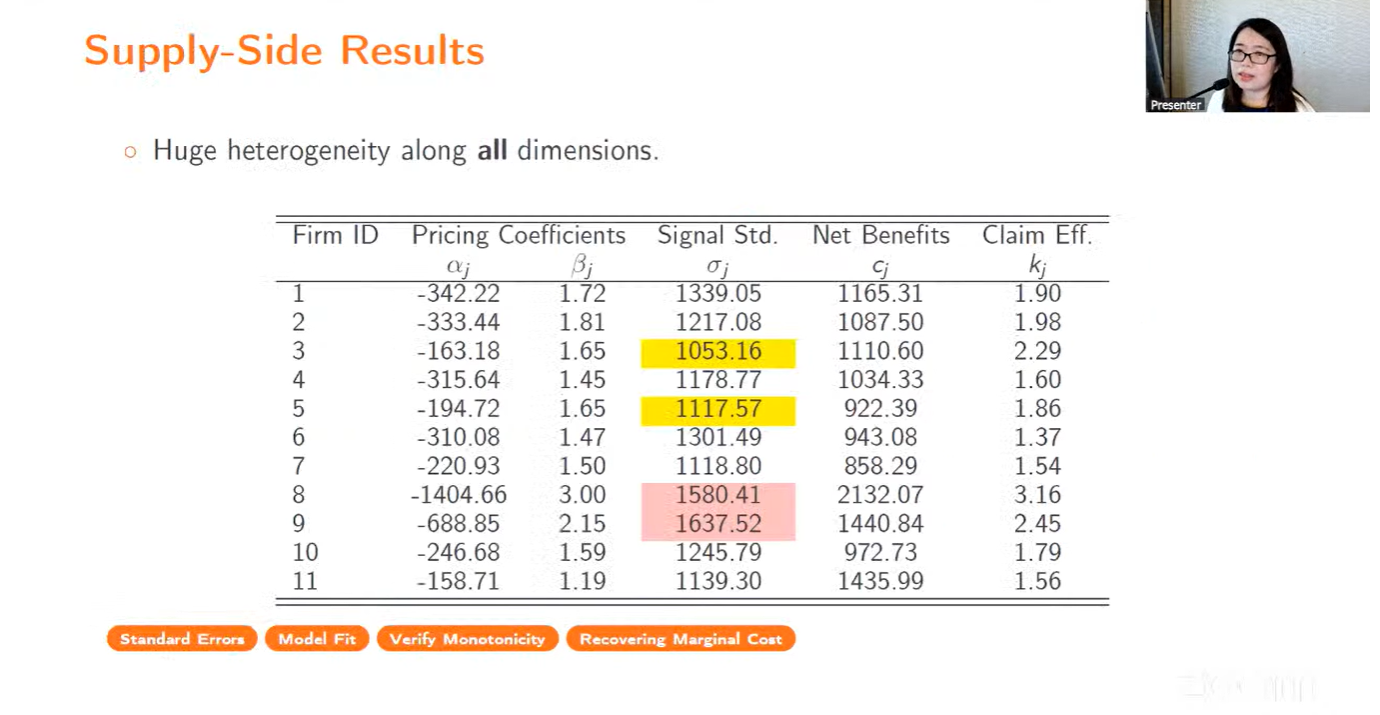 Supply-Side Results
Presenter
○ Huge heterogeneity along all dimensions.
Firm ID Pricing Coefficients Signal Std. Net Benefits Claim Eff.
αj βj σj cj kj
1 -342.22 1.72 1339.05 1165.31 1.90
2 -333.44 1.81 1217.08 1087.50 1.98
3 -163.18 1.65 1053.16 1110.60 2.29
4 -315.64 1.45 1178.77 1034.33 1.60
5 -194.72 1.65 1117.57 922.39 1.86
6 -310.08 1.47 1301.49 943.08 1.37
7 -220.93 1.50 1118.80 858.29 1.54
8 -1404.66 3.00 1580.41 2132.07 3.16
9 -688.85 2.15 1637.52 1440.84 2.45
10 -246.68 1.59 1245.79 972.73 1.79
11 -158.71 1.19 1139.30 1435.99 1.56
Standard Errors Model Fit Verify Monotonicity Recovering Marginal Cost